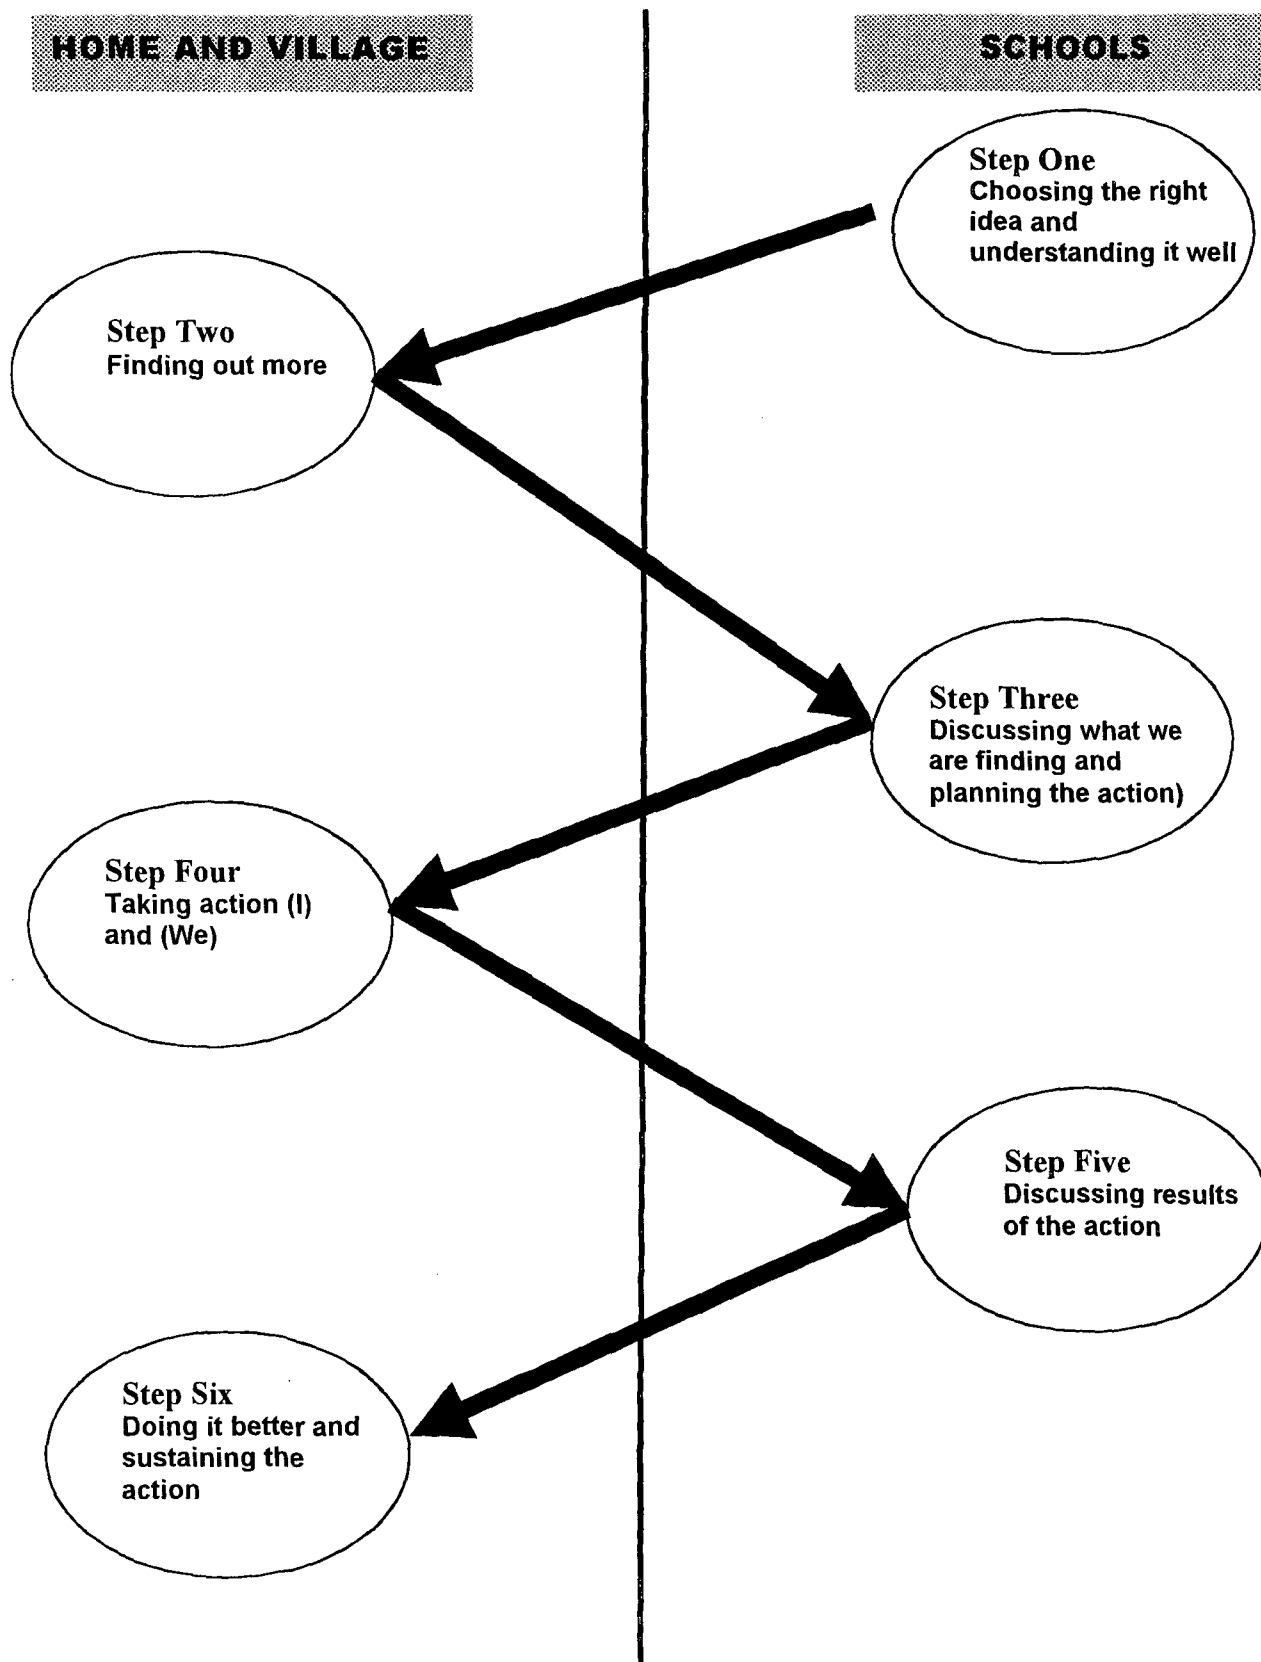 HOME AND VILLAGE
SCHOOLS
Step One
Choosing the right
idea and
understanding it well
Step Two
Finding out more
Step Three
Discussing what we
are finding and
planning the action)
Step Four
Taking action (I)
and (We)
Step Five
Discussing results
of the action
Step Six
Doing it better and
sustaining the
action